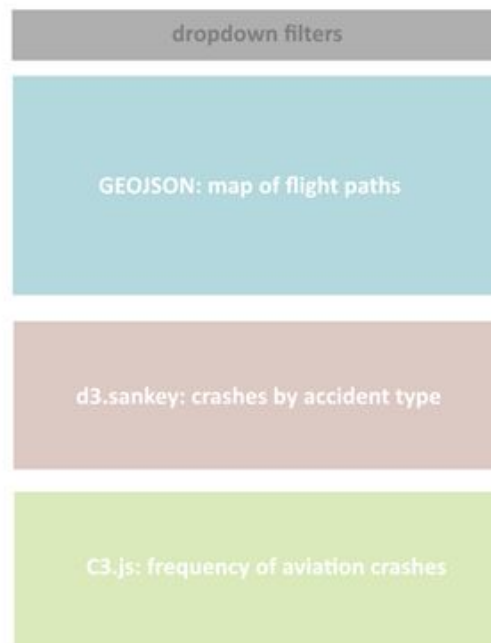 dropdown filters
GEOJSON: map of flight paths
d3.sankey: crashes by accident type
C3.js: frequency of aviation crashes